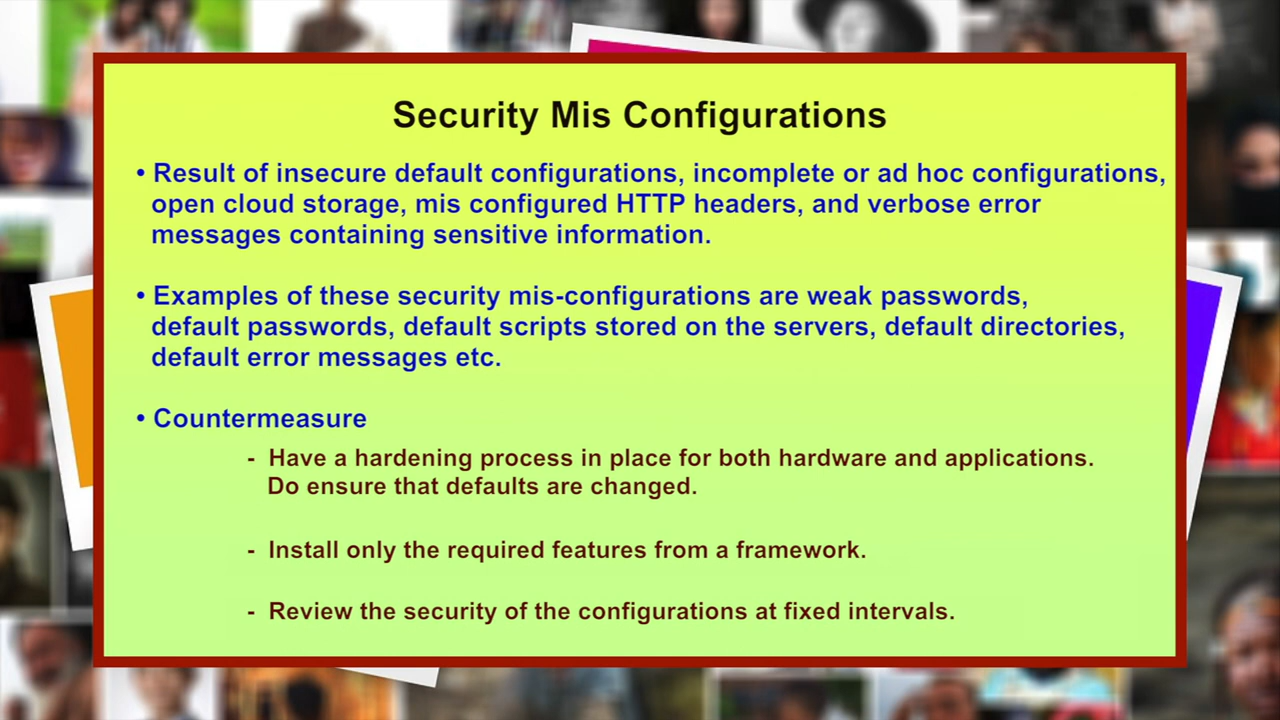 Security Mis Configurations
• Result of insecure default configurations, incomplete or ad hoc configurations,
open cloud storage, mis configured HTTP headers, and verbose error
messages containing sensitive information.
• Examples of these security mis-configurations are weak passwords,
default passwords, default scripts stored on the servers, default directories,
default error messages etc.
• Countermeasure
- Have a hardening process in place for both hardware and applications.
Do ensure that defaults are changed.
- Install only the required features from a framework.
- Review the security of the configurations at fixed intervals.